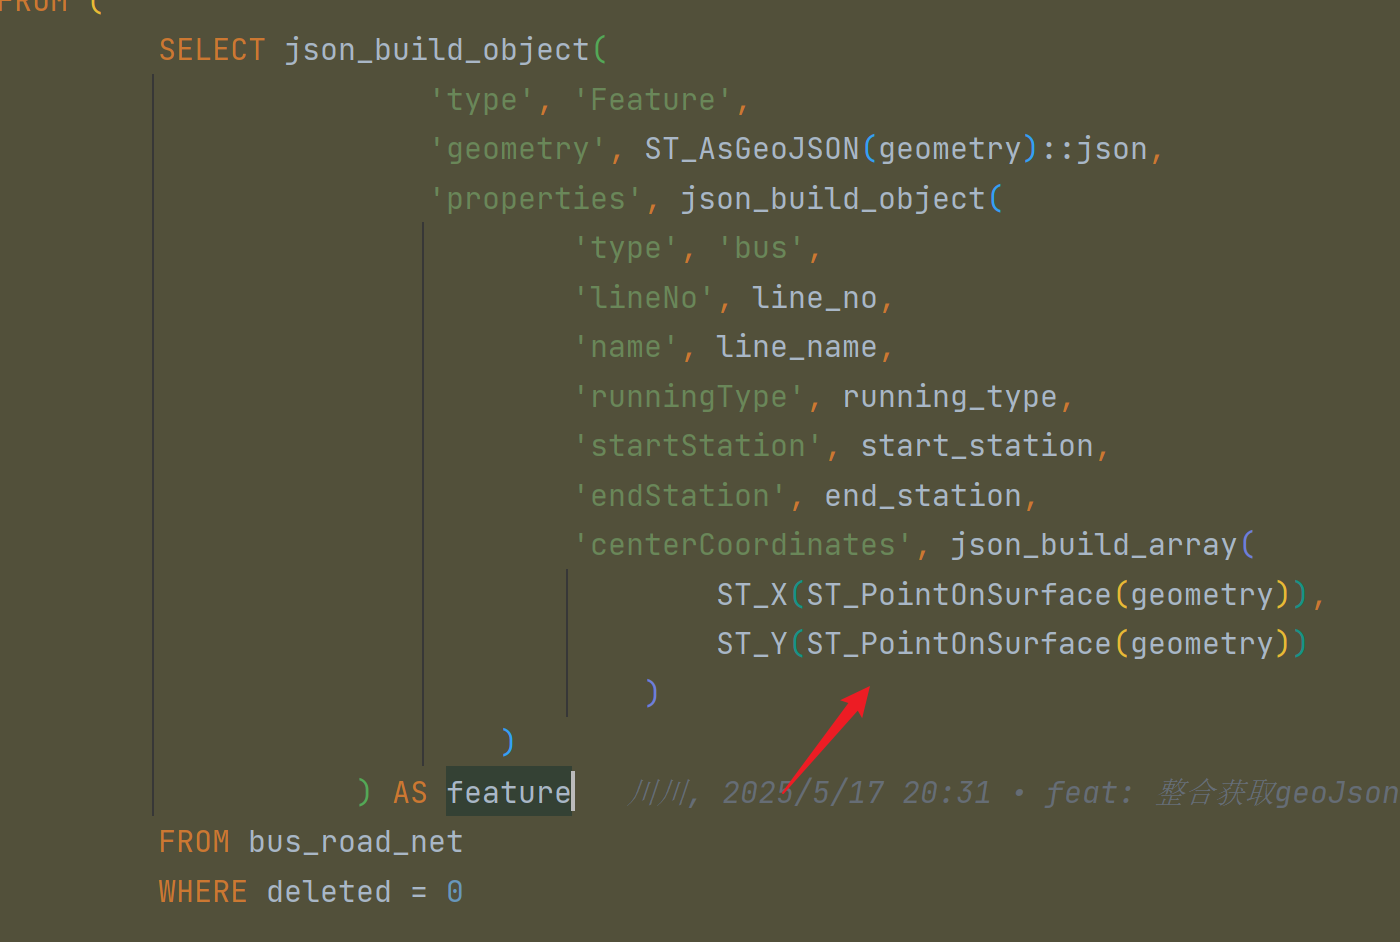 FROM (
SELECT json_build_object(
'type', 'Feature',
'geometry', ST_AsGeoJSON(geometry)::json,
'properties', json_build_object(
'type', 'bus',
'lineNo', line_no,
'name', line_name,
'runningType', running_type,
'startStation', start_station,
'endStation', end_station,
'centerCoordinates', json_build_array(
ST_X(ST_PointOnSurface(geometry)),
ST_Y(ST_PointOnSurface(geometry))
)
)
) AS feature 川川, 2025/5/17 20:31 • feat: 整合获取geoJson
FROM bus_road_net
WHERE deleted = 0